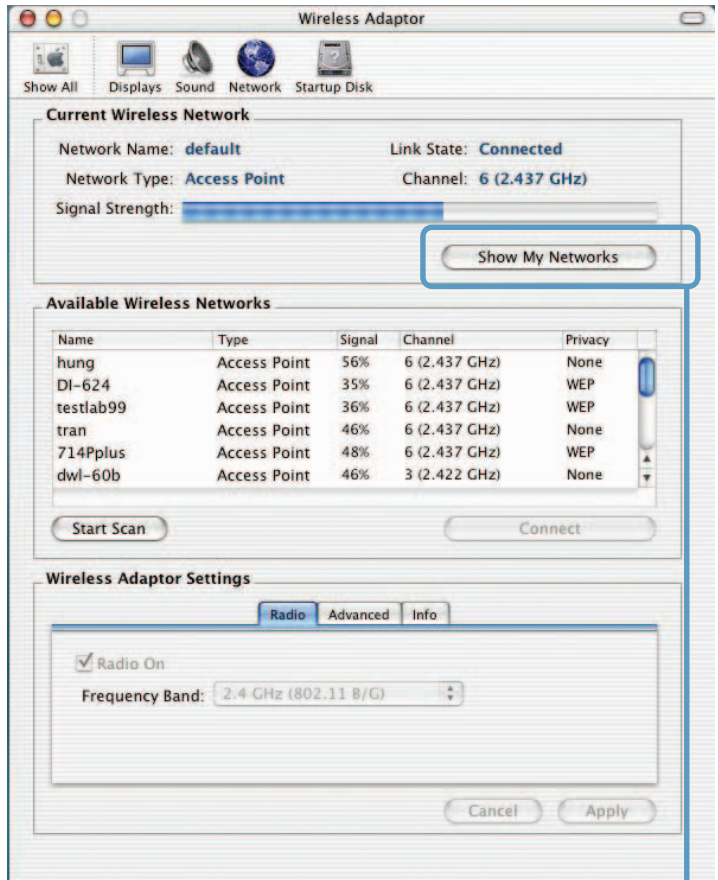 Wireless Adaptor
Show All Displays Sound Network Startup Disk
Current Wireless Network
Network Name: default Link State: Connected
Network Type: Access Point Channel: 6 (2.437 GHz)
Signal Strength:
Show My Networks
Available Wireless Networks
Name Type Signal Channel Privacy
hung Access Point 56% 6 (2.437 GHz) None
DI-624 Access Point 35% 6 (2.437 GHz) WEP
testlab99 Access Point 36% 6 (2.437 GHz) WEP
tran Access Point 46% 6 (2.437 GHz) None
714Pplus Access Point 48% 6 (2.437 GHz) WEP
dwl-60b Access Point 46% 3 (2.422 GHz) None
Start Scan Connect
Wireless Adaptor Settings
Radio Advanced Info
Radio On
Frequency Band: 2.4 GHz (802.11 B/G)
Cancel Apply